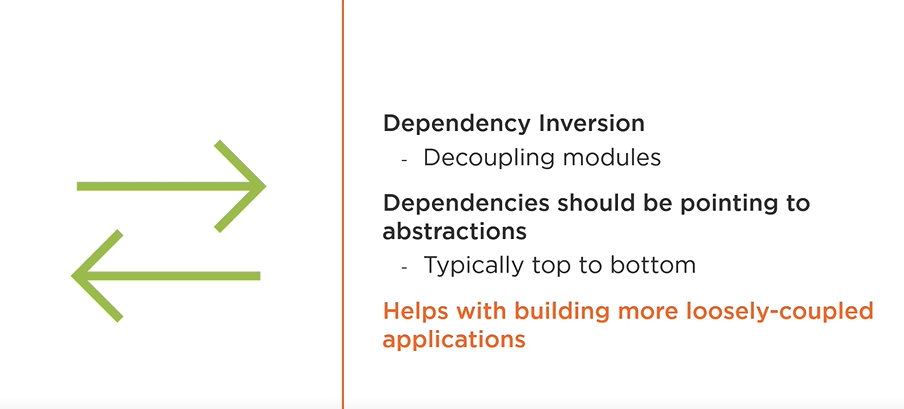 Dependency Inversion
- Decoupling modules
Dependencies should be pointing to
abstractions
- Typically top to bottom
Helps with building more loosely-coupled
applications